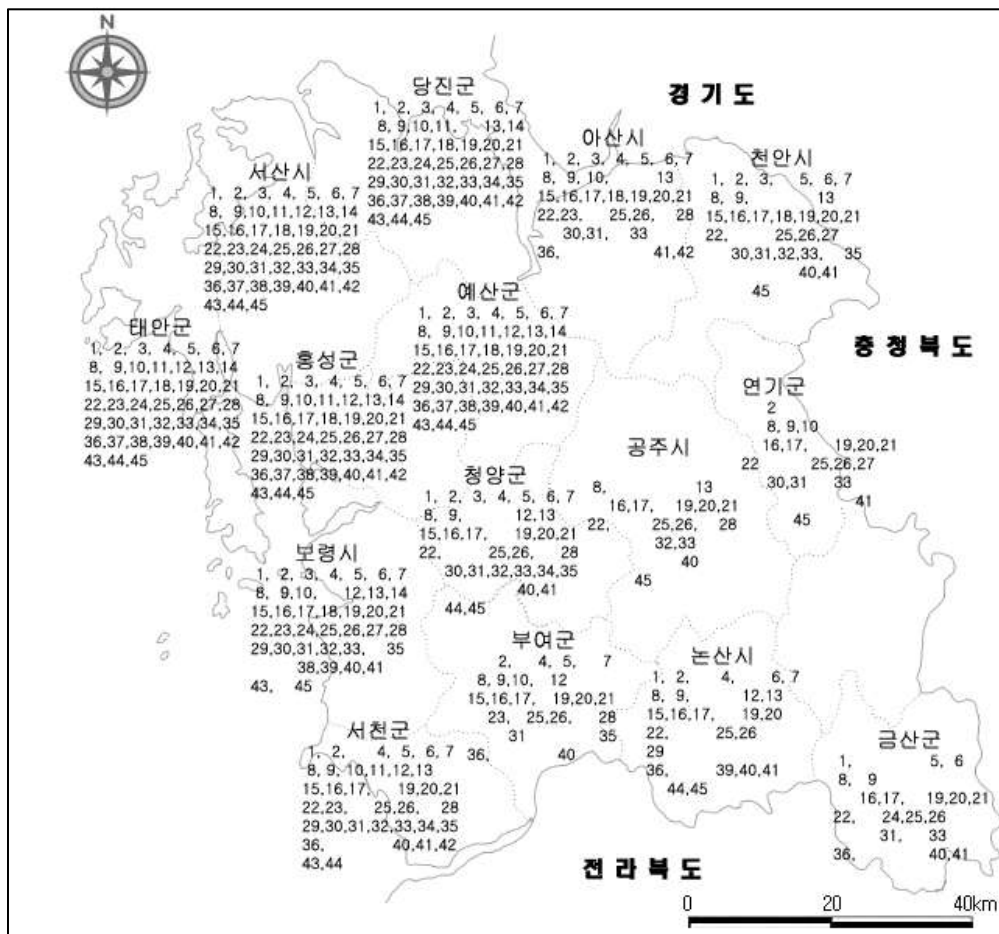 N
경기도
당진군
1, 2, 3, 4, 5, 6, 7
8, 9,10,11, 13,14
15,16,17,18,19,20,21
22,23,24,25,26,27,28
29,30,31,32,33,34,35
36,37,38,39,40,41,42
43,44,45
아산시
1, 2, 3, 4, 5, 6, 7
8, 9, 10, 13
15,16,17,18,19,20,21
22,23, 25,26, 28
30,31, 33
36, 41,42
천안시
1, 2, 3, 5, 6, 7
8, 9, 13
15,16,17,18,19,20,21
22, 25,26,27
30,31,32,33, 35
40,41
45
서산시
1, 2, 3, 4, 5, 6, 7
8, 9,10,11,12,13,14
15,16,17,18,19,20,21
22,23,24,25,26,27,28
29,30,31,32,33,34,35
36,37,38,39,40,41,42
43,44,45
예산군
1, 2, 3, 4, 5, 6, 7
8, 9,10,11,12,13,14
15,16,17,18,19,20,21
22,23,24,25,26,27,28
29,30,31,32,33,34,35
36,37,38,39,40,41,42
43,44,45
태안군
1, 2, 3, 4, 5, 6, 7
8, 9,10,11,12,13,14
15,16,17,18,19,20,21
22,23,24,25,26,27,28
29,30,31,32,33,34,35
36,37,38,39,40,41,42
43,44,45
홍성군
1, 2, 3, 4, 5, 6, 7
8, 9,10,11,12,13,14
15,16,17,18,19,20,21
22,23,24,25,26,27,28
29,30,31,32,33,34,35
36,37,38,39,40,41,42
43,44,45
충청북도
연기군
2
8, 9,10
16,17, 19,20,21
22 25,26,27
30,31 33
41
45
공주시
8, 13
16,17, 19,20,21
22, 25,26, 28
32,33
40
45
청양군
1, 2, 3, 4, 5, 6, 7
8, 9, 12,13
15,16,17, 19,20,21
22, 25,26, 28
30,31,32,33,34,35
40,41
44,45
보령시
1, 2, 3, 4, 5, 6, 7
8, 9,10, 12,13,14
15,16,17,18,19,20,21
22,23,24,25,26,27,28
29,30,31,32,33, 35
38,39,40,41
43, 45
부여군
2, 4, 5, 7
8, 9,10, 12
15,16,17, 19,20,21
23, 25,26, 28
31 35
36, 40
논산시
1, 2, 4, 6, 7
8, 9, 12,13
15,16,17, 19,20
22, 25,26
29
36, 39,40,41
44,45
서천군
1, 2, 4, 5, 6, 7
8, 9, 10,11,12,13
15,16,17, 19,20,21
22,23, 25,26, 28
29,30,31,32,33,34,35
36, 40,41,42
43,44
금산군
1, 5, 6
8, 9
16,17, 19,20,21
22, 24,25,26
31, 33
36, 40,41
전라북도
0 20 40km